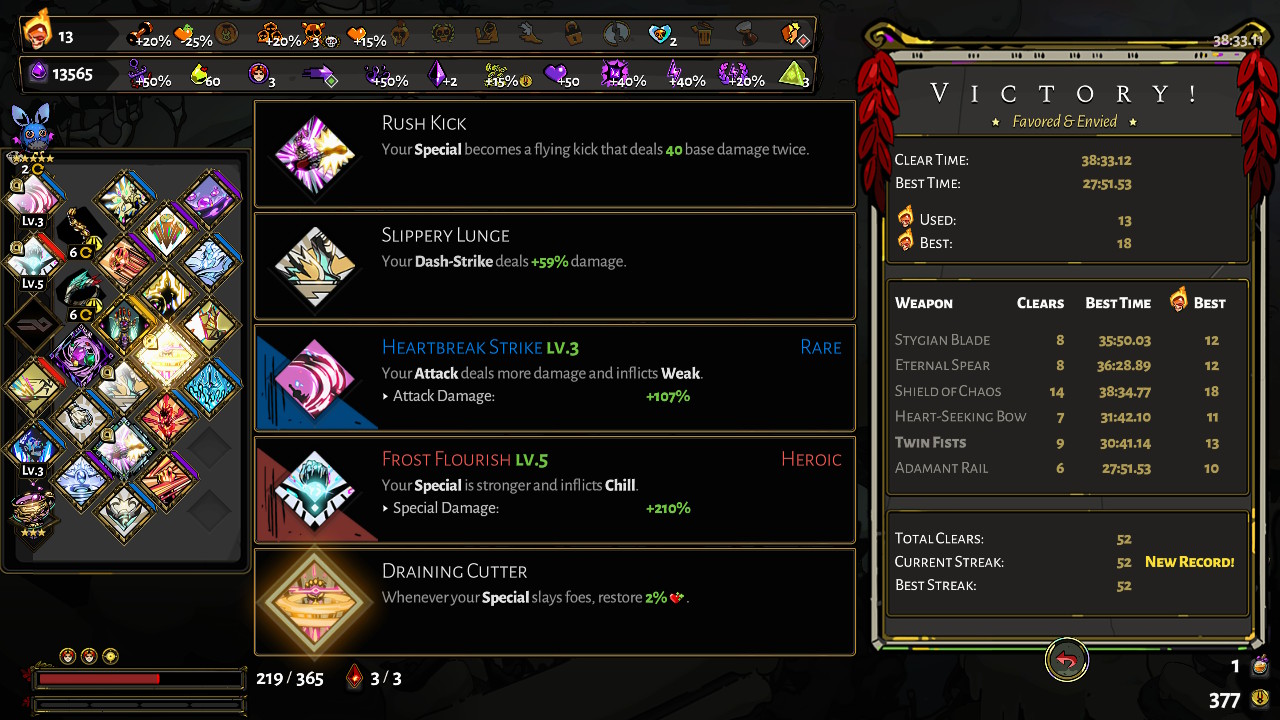 13
+20%
-25%
+20%
3
+15%
2
13565
+50%
60
3
+50%
+2
+15%
+50
+40%
+40%
+20%
3
2
Lv.3
6
Lv.5
6
Lv.3
Rush Kick
Your Special becomes a flying kick that deals 40 base damage twice.
Slippery Lunge
Your Dash-Strike deals +59% damage.
Heartbreak Strike Lv.3
Rare
Your Attack deals more damage and inflicts Weak.
Attack Damage: +107%
Frost Flourish Lv.5
Heroic
Your Special is stronger and inflicts Chill.
Special Damage: +210%
Draining Cutter
Whenever your Special slays foes, restore 2% .
219 / 365
3 / 3
38:33.11
Victory!
Favored & Envied
Clear Time: 38:33.12
Best Time: 27:51.53
Used: 13
Best: 18
Weapon Clears Best Time Best
Stygian Blade 8 35:50.03 12
Eternal Spear 8 36:28.89 12
Shield of Chaos 14 38:34.77 18
Heart-Seeking Bow 7 31:42.10 11
Twin Fists 9 30:41.14 13
Adamant Rail 6 27:51.53 10
Total Clears: 52
Current Streak: 52 New Record!
Best Streak: 52
1
377